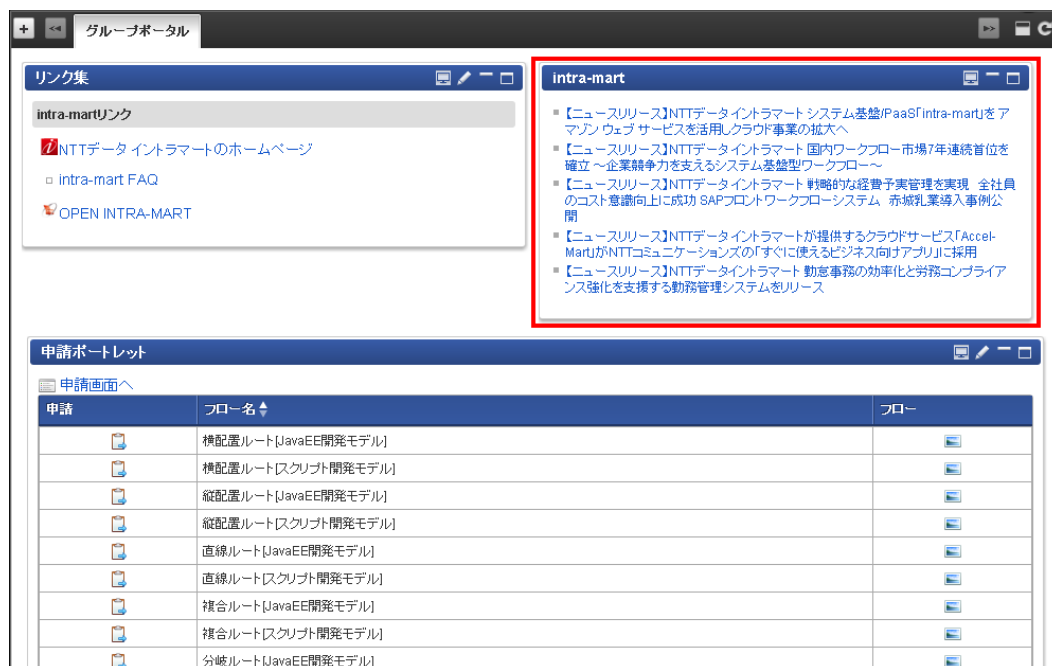 グループポータル
リンク集
intra-martリンク
NTTデータ イントラマートのホームページ
intra-mart FAQ
OPEN INTRA-MART
intra-mart
【ニュースリリース】NTTデータイントラマート システム基盤/PaaS「intra-mart」を ア
マゾン ウェブ サービスを活用しクラウド事業の拡大へ
【ニュースリリース】NTTデータイントラマート 国内ワークフロー市場7年連続首位を
確立 ～企業競争力を支えるシステム基盤型ワークフロー～
【ニュースリリース】NTTデータイントラマート 戦略的な経費予実管理を実現　全社員
のコスト意識向上に成功 SAPフロントワークフローシステム　赤城乳業導入事例公
開
【ニュースリリース】NTTデータイントラマートが提供するクラウドサービス「Accel-
Mart」がNTTコミュニケーションズの「すぐに使えるビジネス向けアプリ」に採用
【ニュースリリース】NTTデータイントラマート 勤怠事務の効率化と労務コンプライア
ンス強化を支援する勤務管理システムをリリース
申請ポートレット
申請画面へ
申請 フロー名 フロー
横配置ルート[JavaEE開発モデル]
横配置ルート[スクリプト開発モデル]
縦配置ルート[JavaEE開発モデル]
縦配置ルート[スクリプト開発モデル]
直線ルート[JavaEE開発モデル]
直線ルート[スクリプト開発モデル]
複合ルート[JavaEE開発モデル]
複合ルート[スクリプト開発モデル]
分岐ルート[JavaEE開発モデル]